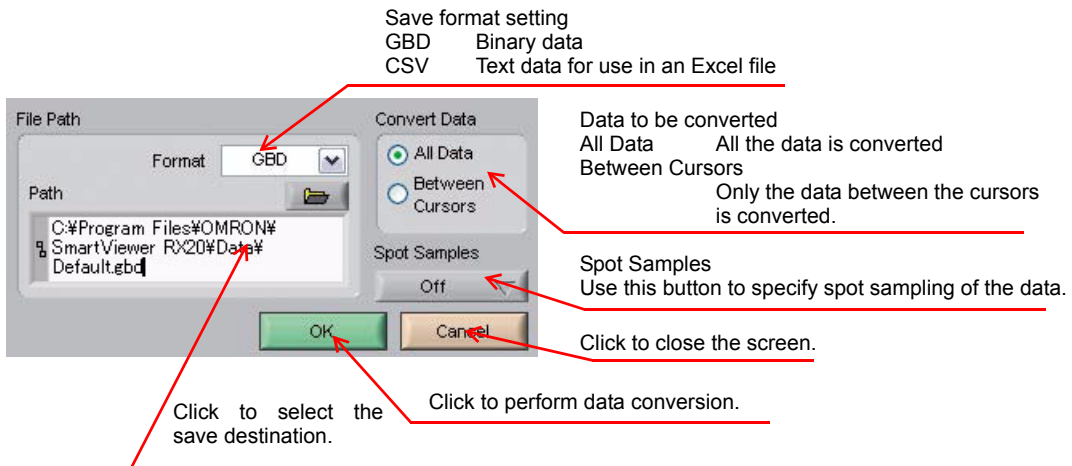 Save format setting
GBD Binary data
CSV Text data for use in an Excel file
File Path
Format GBD
Path
C:¥Program Files¥OMRON¥
SmartViewer RX20¥Data¥
Default.gbd
Convert Data
All Data
Between
Cursors
Spot Samples
Off
OK
Cancel
Data to be converted
All Data All the data is converted
Between Cursors
Only the data between the cursors
is converted.
Spot Samples
Use this button to specify spot sampling of the data.
Click to close the screen.
Click to select the
save destination.
Click to perform data conversion.